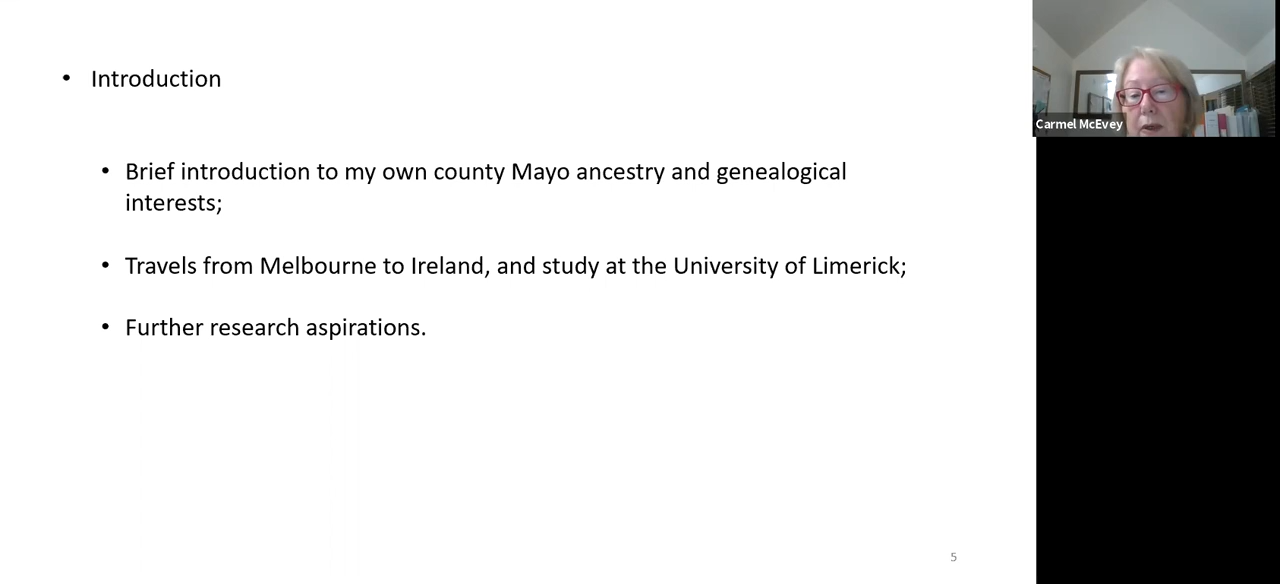 • Introduction
• Brief introduction to my own county Mayo ancestry and genealogical
interests;
• Travels from Melbourne to Ireland, and study at the University of Limerick;
• Further research aspirations.
5
Carmel McEvey